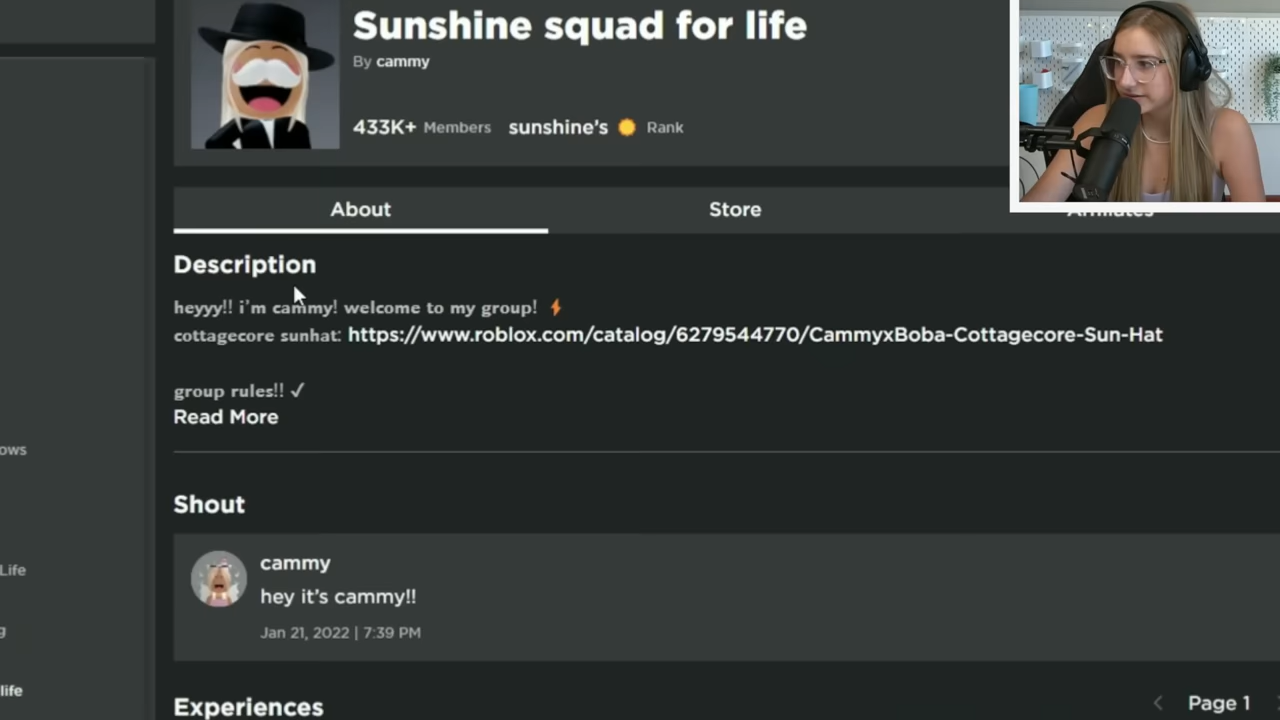 Sunshine squad for life
By cammy
433K+ Members sunshine's Rank
About Store
Description
heyyy!! i'm cammy! welcome to my group!
cottagecore sunhat: https://www.roblox.com/catalog/6279544770/CammyxBoba-Cottagecore-Sun-Hat
group rules!! ✓
Read More
ows
Shout
cammy
Life
hey it's cammy!!
Jan 21, 2022 | 7:39 PM
g
life
Experiences
Page 1